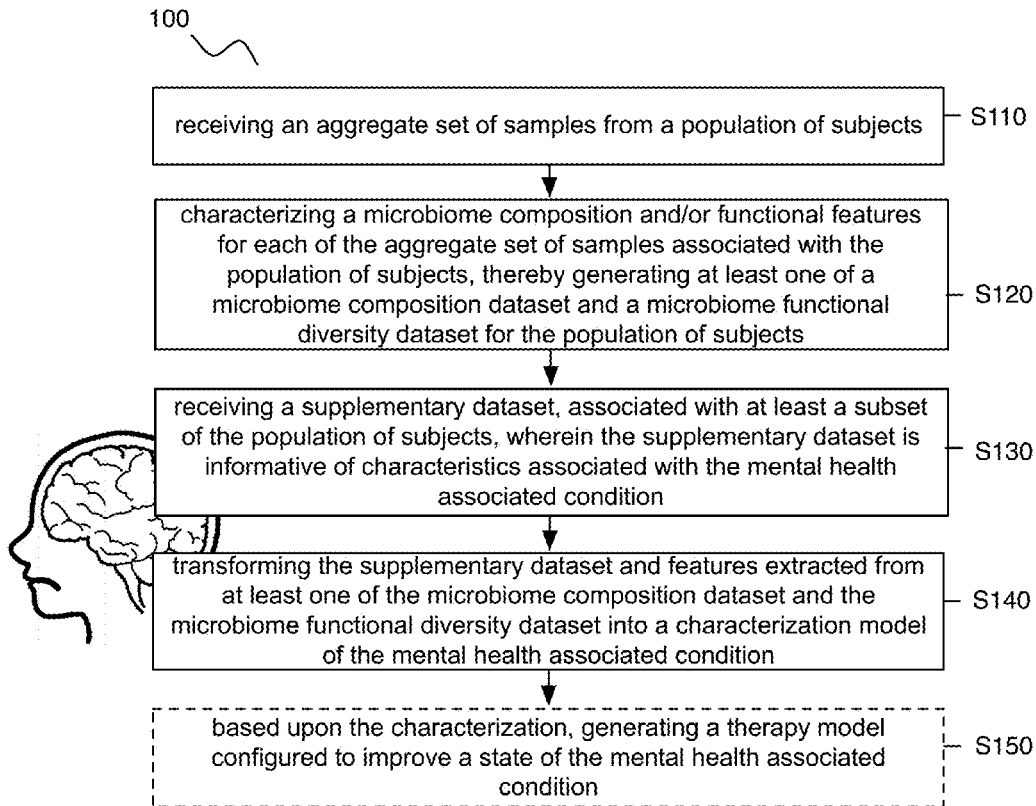 100
receiving an aggregate set of samples from a population of subjects
S110
characterizing a microbiome composition and/or functional features
for each of the aggregate set of samples associated with the
population of subjects, thereby generating at least one of a
microbiome composition dataset and a microbiome functional
diversity dataset for the population of subjects
S120
receiving a supplementary dataset, associated with at least a subset
of the population of subjects, wherein the supplementary dataset is
informative of characteristics associated with the mental health
associated condition
S130
transforming the supplementary dataset and features extracted from
at least one of the microbiome composition dataset and the
microbiome functional diversity dataset into a characterization model
of the mental health associated condition
S140
based upon the characterization, generating a therapy model
configured to improve a state of the mental health associated
condition
S150